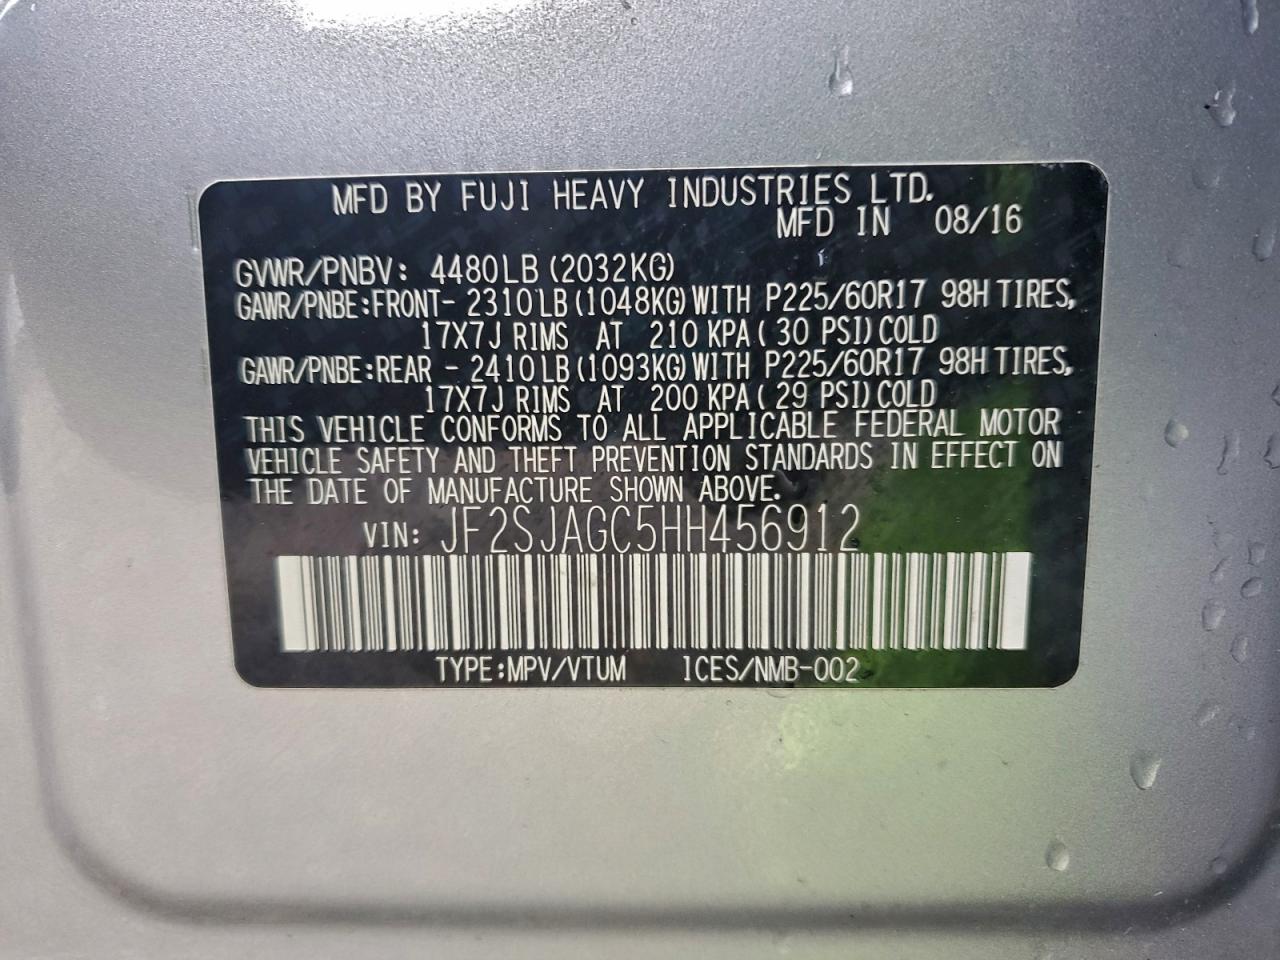 MFD BY FUJI HEAVY INDUSTRIES LTD.
MFD IN 08/16
GVWR/PNBV: 4480LB(2032KG)
GAWR/PNBE:FRONT- 2310LB(1048KG)WITH P225/60R17 98H TIRES,
17X7J RIMS AT 210 KPA(30 PSI)COLD
GAWR/PNBE:REAR - 2410LB(1093KG)WITH P225/60R17 98H TIRES,
17X7J RIMS AT 200 KPA(29 PSI)COLD
THIS VEHICLE CONFORMS TO ALL APPLICABLE FEDERAL MOTOR
VEHICLE SAFETY AND THEFT PREVENTION STANDARDS IN EFFECT ON
THE DATE OF MANUFACTURE SHOWN ABOVE.
VIN: JF2SJAGC5HH456912
TYPE:MPV/VTUM ICES/NMB-002